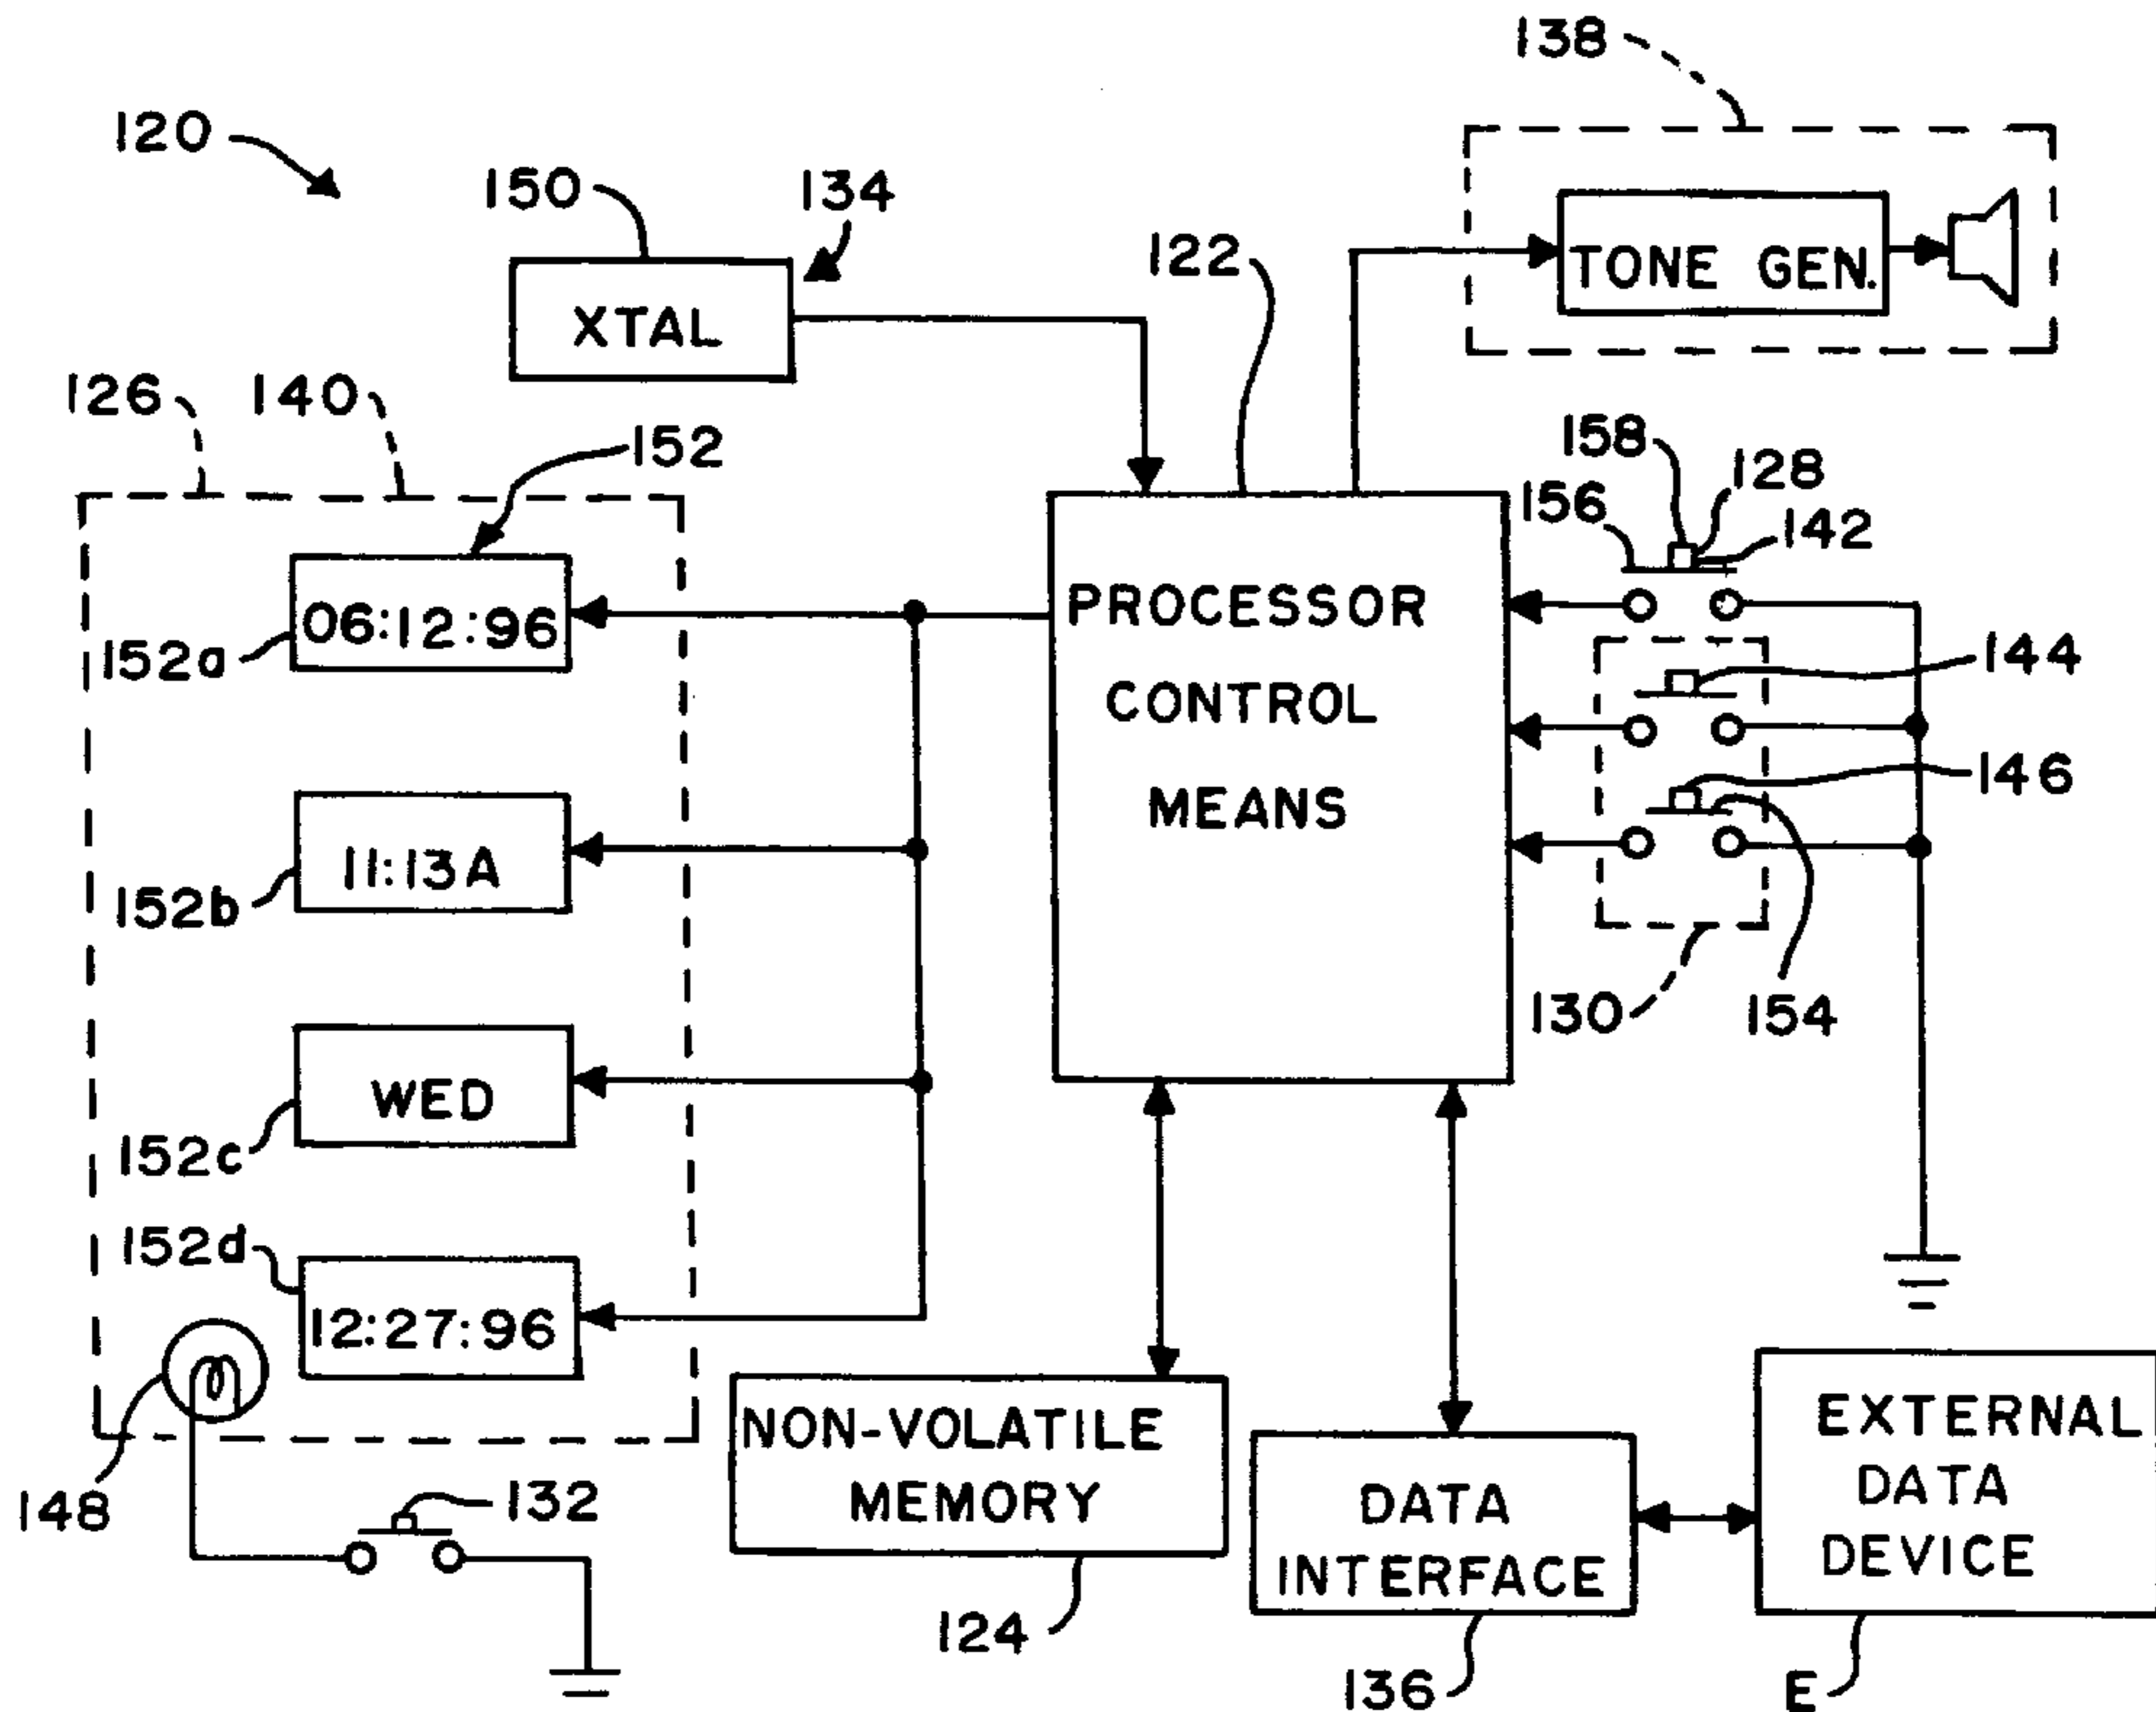 138
120
150
134
122
TONE GEN.
XTAL
126
140
152
158
128
156
142
06:12:96
152a
PROCESSOR
CONTROL
MEANS
144
146
11:13A
152b
130
154
WED
152c
152d
12:27:96
148
132
NON-VOLATILE
MEMORY
124
DATA
INTERFACE
136
EXTERNAL
DATA
DEVICE
E